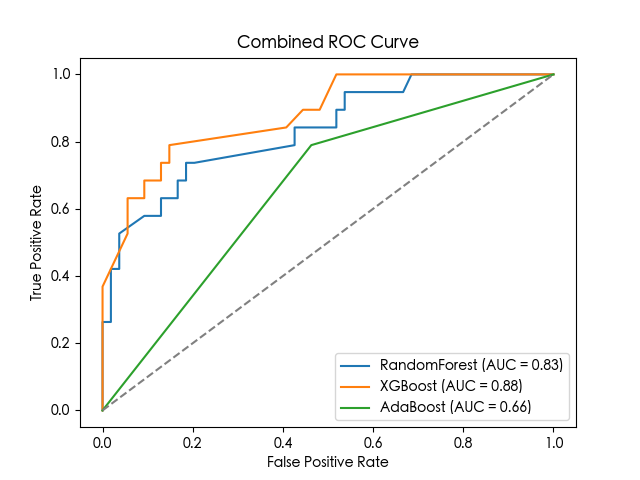 Combined ROC Curve
1.0
0.8
0.6
0.4
0.2
0.0
True Positive Rate
0.0 0.2 0.4 0.6 0.8 1.0
False Positive Rate
RandomForest (AUC = 0.83)
XGBoost (AUC = 0.88)
AdaBoost (AUC = 0.66)